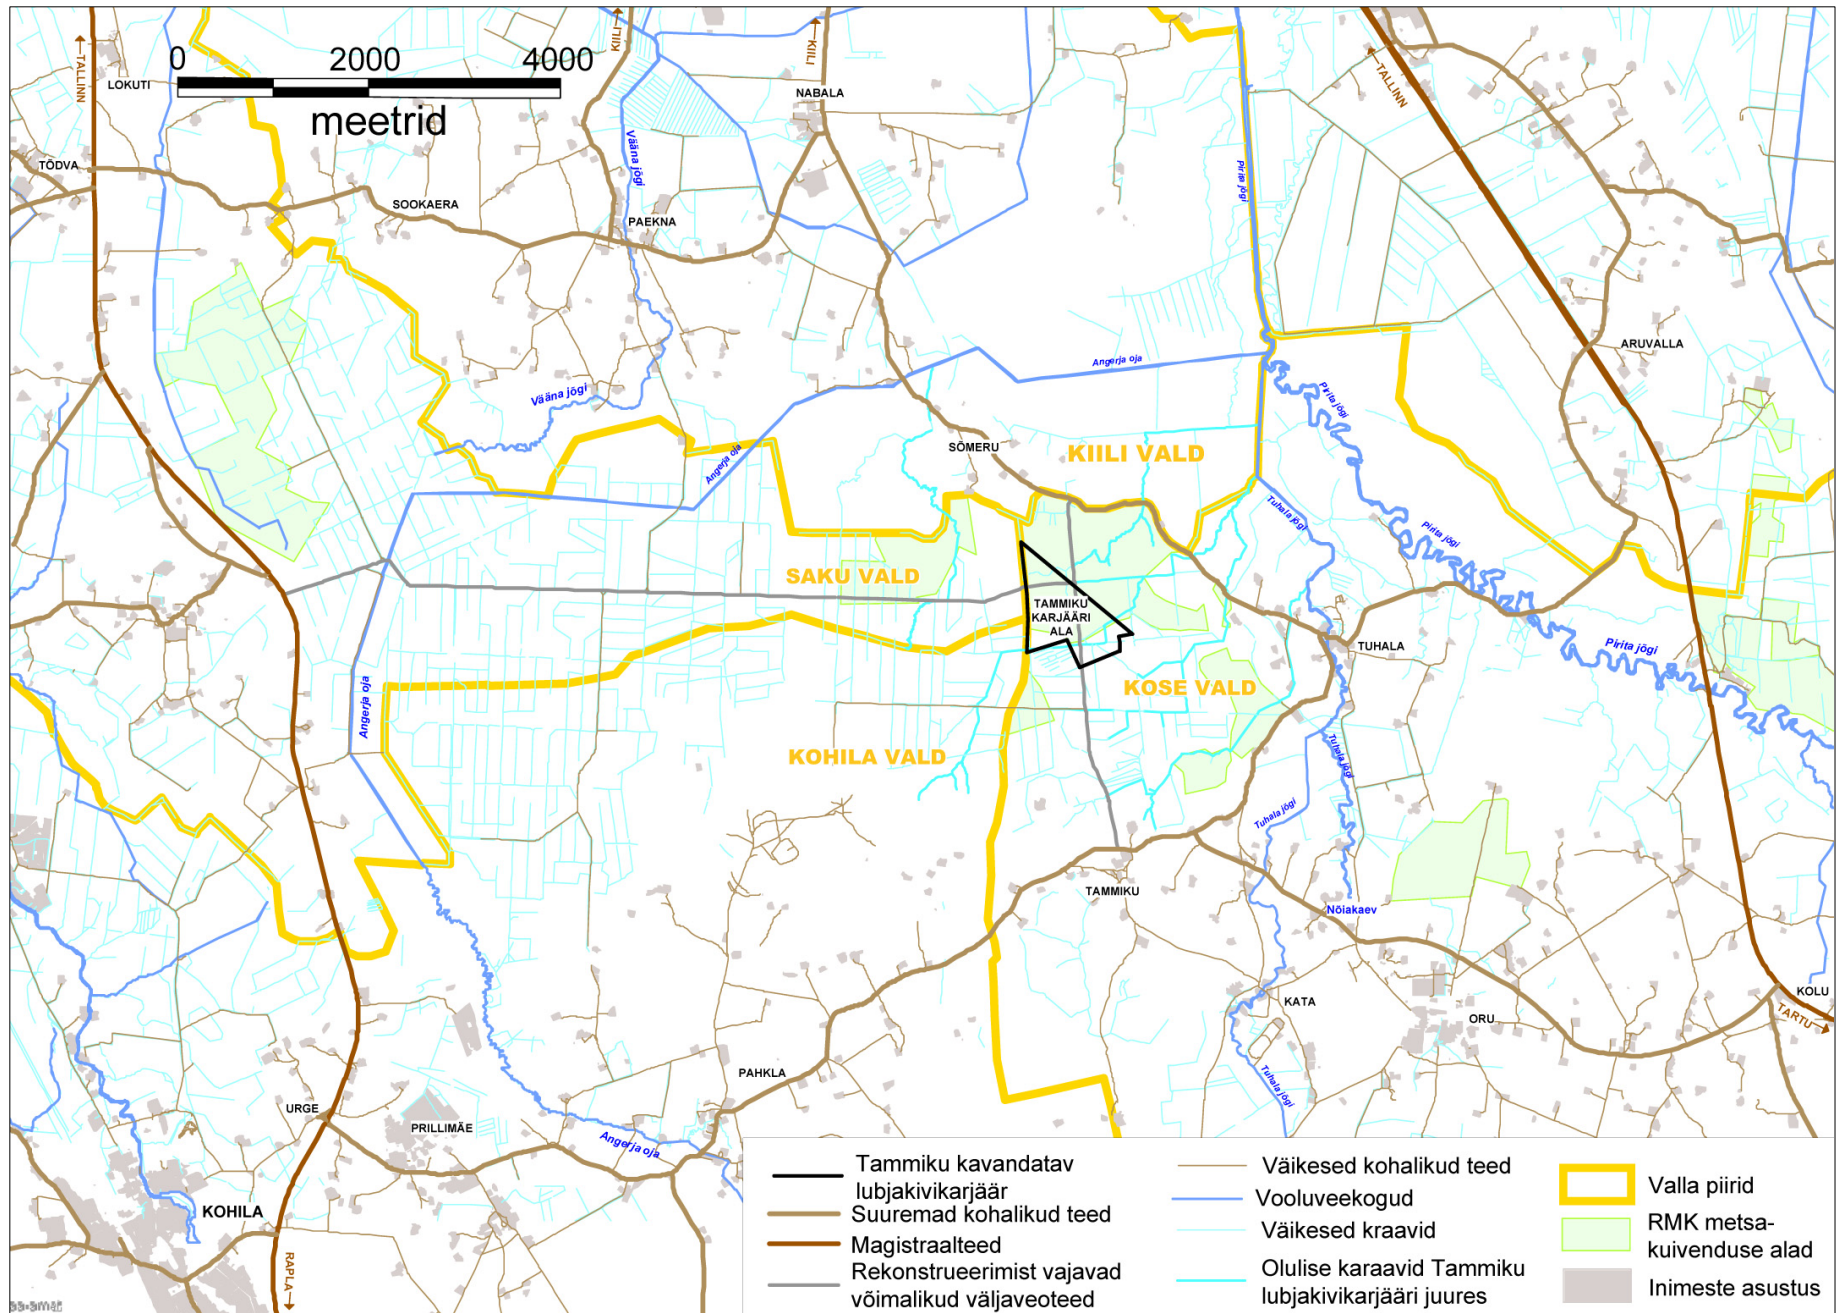 0 2000 4000
meetrid
TALLINN
LOKUTI
KIILI
KIILI
NABALA
TALLINN
TÕDVA
SOOKAERA
Vääna jõgi
PAEKNA
Pirita jõgi
ARUVALLA
Angerja oja
Pirita jõgi
Vääna jõgi
SÕMERU
KIILI VALD
Angerja oja
Tuhala jõgi
Pirita jõgi
SAKU VALD
TAMMIKU
KARJÄÄRI
ALA
TUHALA
Pirita jõgi
KOSE VALD
Angerja oja
KOHILA VALD
Tuhala jõgi
Tuhala jõgi
TAMMIKU
Nõiakaev
KATA
ORU
KOLU
TARTU
PAHKLA
Tuhala jõgi
URGE
PRILLIMÄE
Angerja oja
KOHILA
RAPLA
Tammiku kavandatav
lubjakivikarjäär
Suuremad kohalikud teed
Magistraalteed
Rekonstrueerimist vajavad
võimalikud väljaveoteed
Väikesed kohalikud teed
Vooluveekogud
Väikesed kraavid
Olulise karaavid Tammiku
lubjakivikarjääri juures
Valla piirid
RMK metsa-
kuivenduse alad
Inimeste asustus